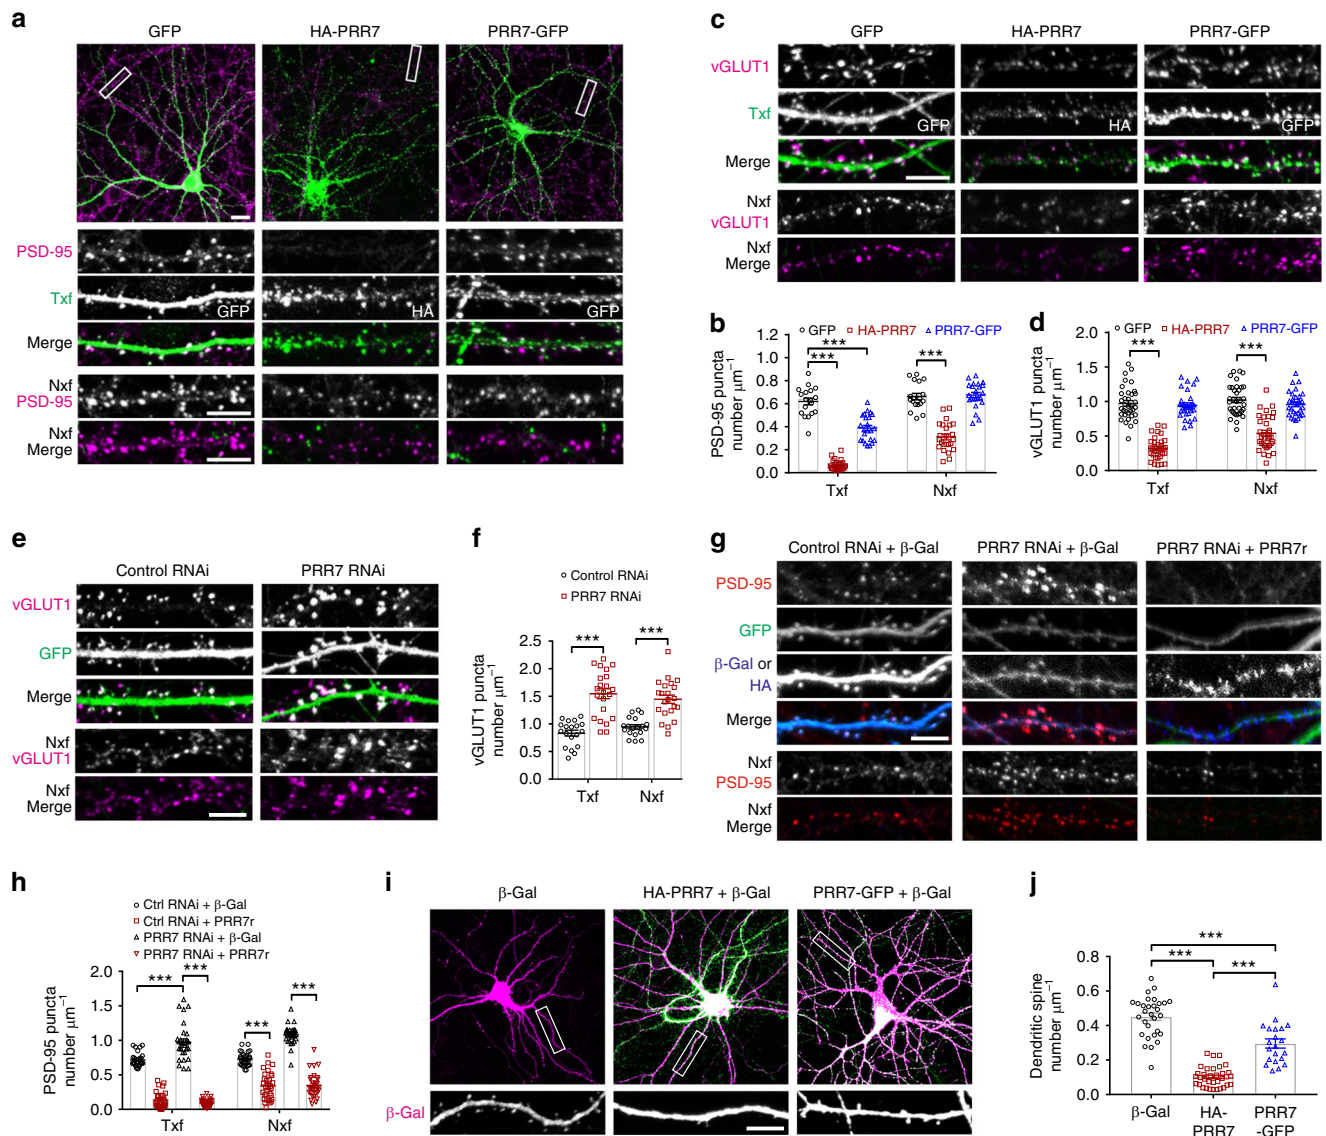 a
GFP
HA-PRR7
PRR7-GFP
PSD-95
Txf
GFP
HA
GFP
Merge
Nxf
PSD-95
Nxf
Merge
c
GFP
HA-PRR7
PRR7-GFP
vGLUT1
Txf
GFP
HA
GFP
Merge
Nxf
vGLUT1
Nxf
Merge
b
GFP
HA-PRR7
PRR7-GFP
PSD-95 puncta
number μm⁻¹
1.2
1.0
0.8
0.6
0.4
0.2
0.0
***
***
***
Txf
Nxf
d
GFP
HA-PRR7
PRR7-GFP
vGLUT1 puncta
number μm⁻¹
2.0
1.5
1.0
0.5
0.0
***
***
Txf
Nxf
e
Control RNAi
PRR7 RNAi
vGLUT1
GFP
Merge
Nxf
vGLUT1
Nxf
Merge
f
Control RNAi
PRR7 RNAi
vGLUT1 puncta
number μm⁻¹
2.5
2.0
1.5
1.0
0.5
0.0
***
***
Txf
Nxf
g
Control RNAi + β-Gal
PRR7 RNAi + β-Gal
PRR7 RNAi + PRR7r
PSD-95
GFP
β-Gal or
HA
Merge
Nxf
PSD-95
Nxf
Merge
h
Ctrl RNAi + β-Gal
Ctrl RNAi + PRR7r
PRR7 RNAi + β-Gal
PRR7 RNAi + PRR7r
PSD-95 puncta
number μm⁻¹
2.0
1.5
1.0
0.5
0.0
***
***
***
***
Txf
Nxf
i
β-Gal
HA-PRR7 + β-Gal
PRR7-GFP + β-Gal
β-Gal
j
Dendritic spine
number μm⁻¹
0.8
0.6
0.4
0.2
0.0
***
***
***
β-Gal
HA-
PRR7
PRR7
-GFP